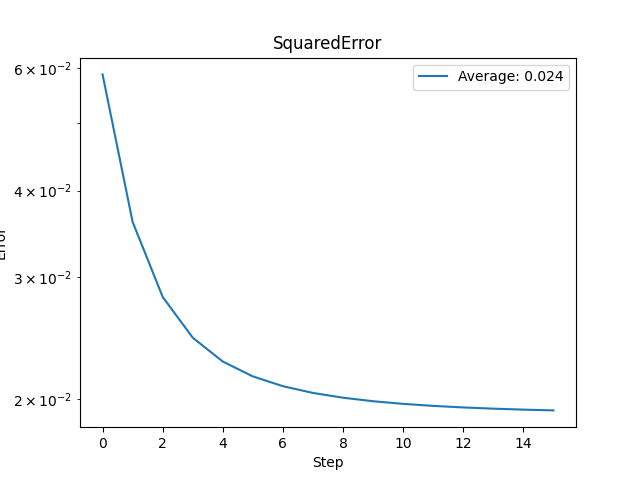 SquaredError
Average: 0.024
6 × 10⁻²
4 × 10⁻²
3 × 10⁻²
2 × 10⁻²
Error
0 2 4 6 8 10 12 14
Step